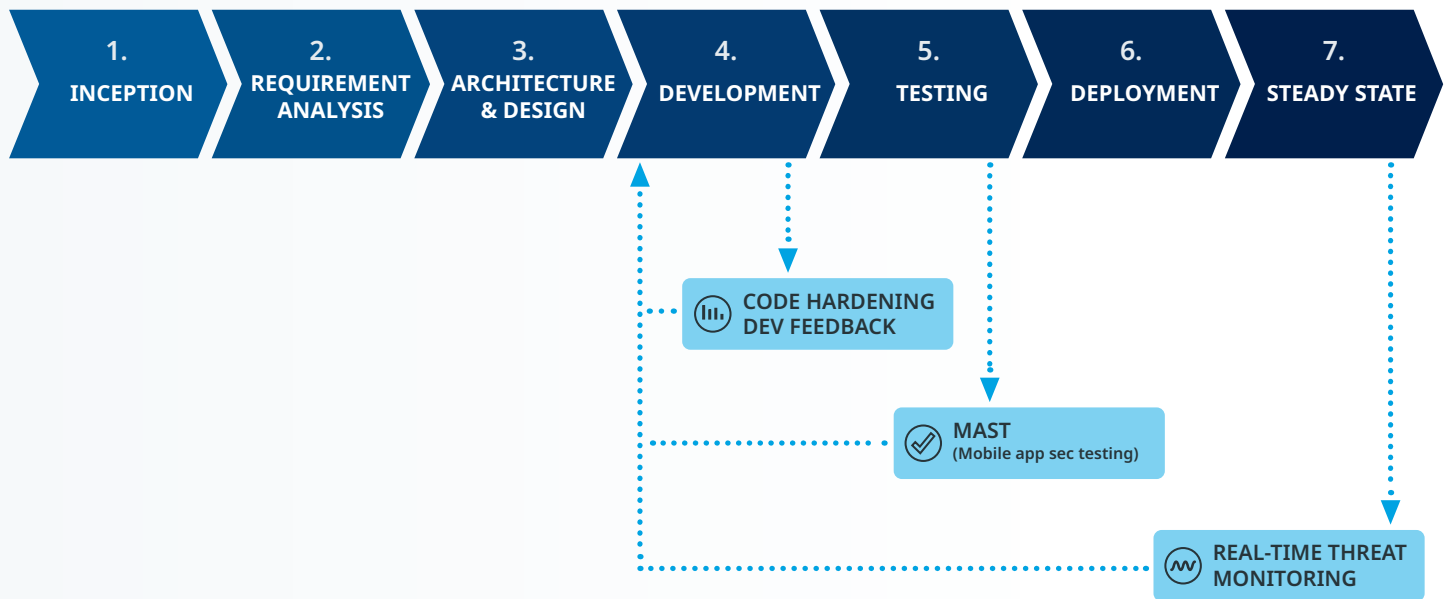 1.
INCEPTION
2.
REQUIREMENT
ANALYSIS
3.
ARCHITECTURE
& DESIGN
4.
DEVELOPMENT
5.
TESTING
6.
DEPLOYMENT
7.
STEADY STATE
CODE HARDENING
DEV FEEDBACK
MAST
(Mobile app sec testing)
REAL-TIME THREAT
MONITORING